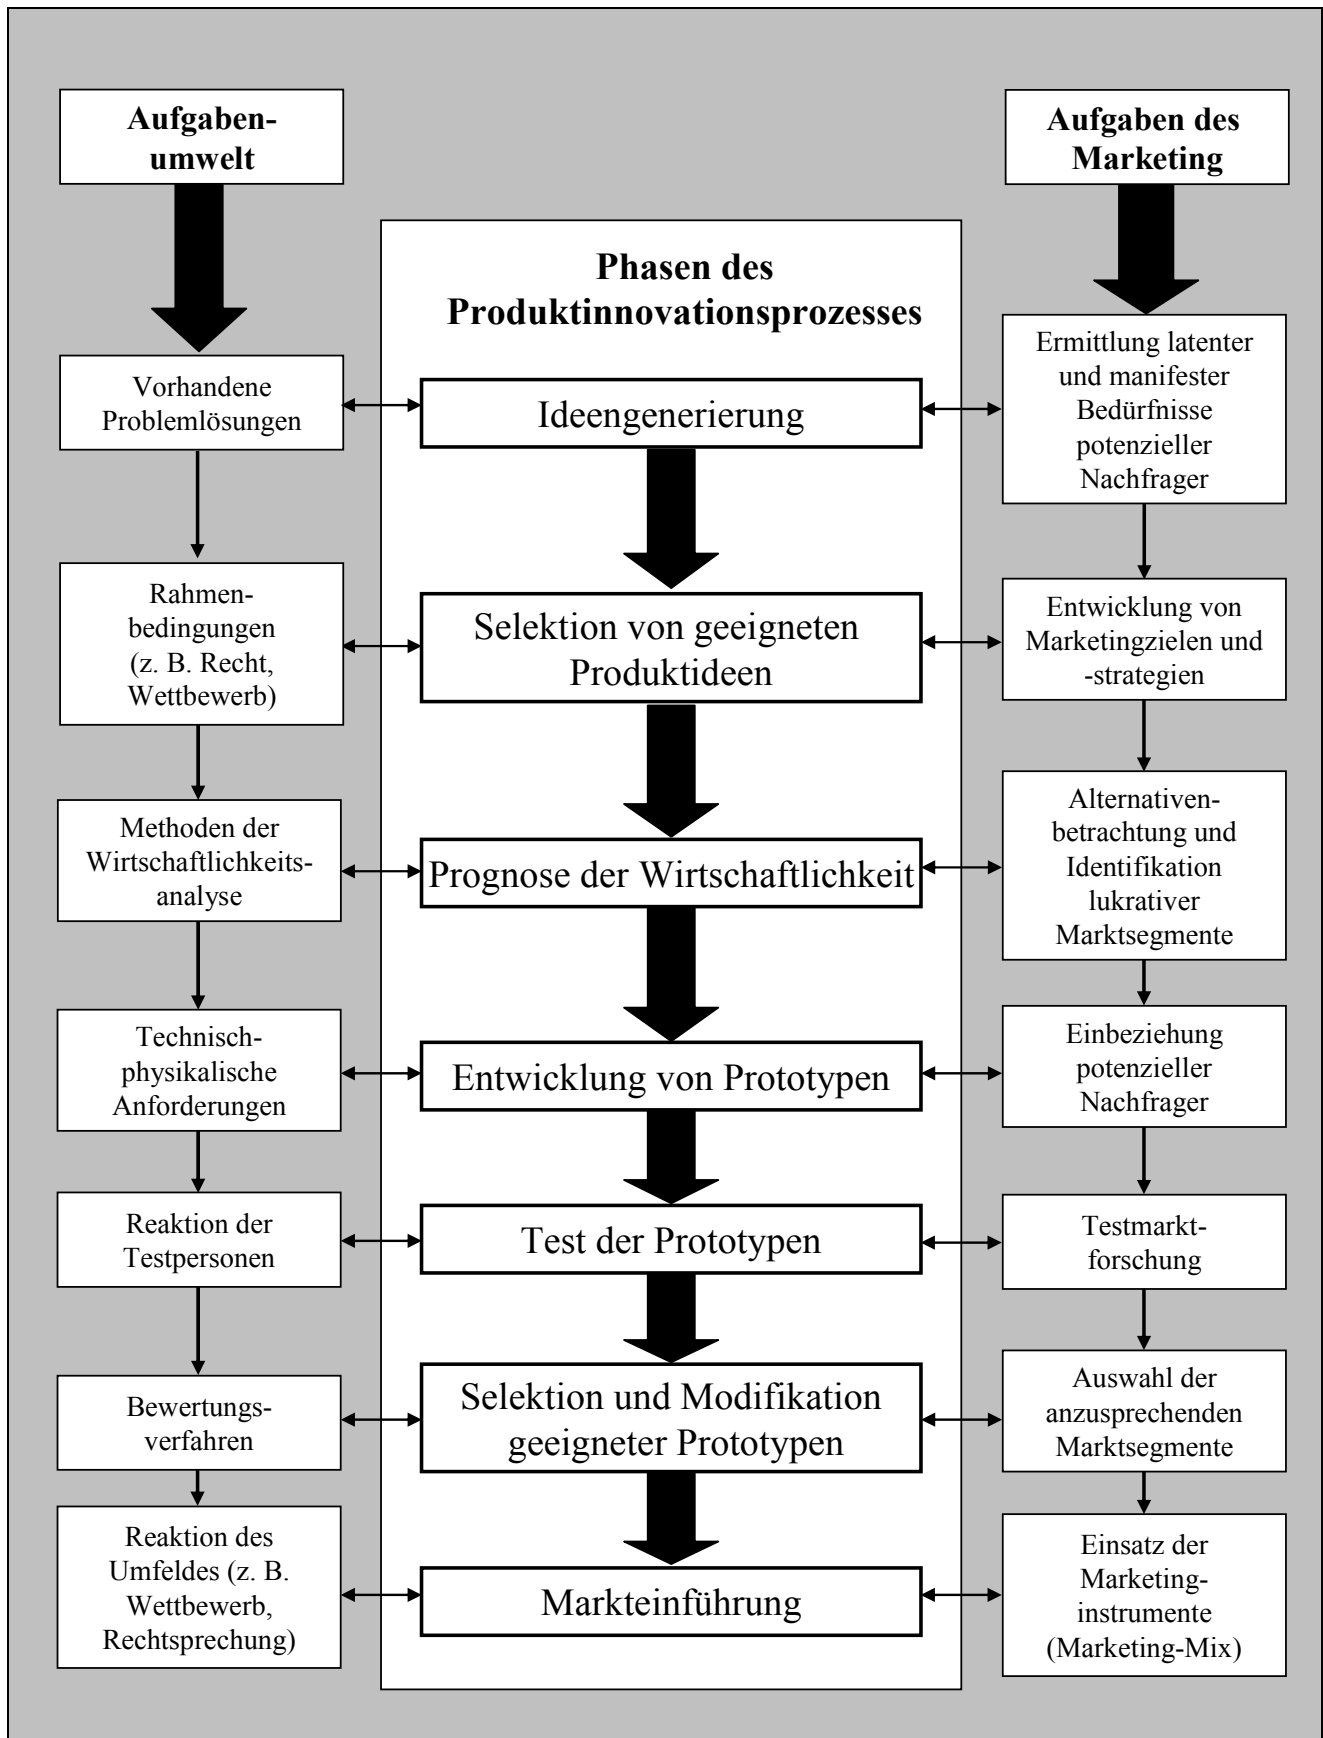 Aufgaben-
umwelt
Aufgaben des
Marketing
Phasen des
Produktinnovationsprozesses
Vorhandene
Problemlösungen
Ideengenerierung
Ermittlung latenter
und manifester
Bedürfnisse
potenzieller
Nachfrager
Rahmen-
bedingungen
(z. B. Recht,
Wettbewerb)
Selektion von geeigneten
Produktideen
Entwicklung von
Marketingzielen und
-strategien
Methoden der
Wirtschaftlichkeits-
analyse
Prognose der Wirtschaftlichkeit
Alternativen-
betrachtung und
Identifikation
lukrativer
Marktsegmente
Technisch-
physikalische
Anforderungen
Entwicklung von Prototypen
Einbeziehung
potenzieller
Nachfrager
Reaktion der
Testpersonen
Test der Prototypen
Testmarkt-
forschung
Bewertungs-
verfahren
Selektion und Modifikation
geeigneter Prototypen
Auswahl der
anzusprechenden
Marktsegmente
Reaktion des
Umfeldes (z. B.
Wettbewerb,
Rechtsprechung)
Markteinführung
Einsatz der
Marketing-
instrumente
(Marketing-Mix)